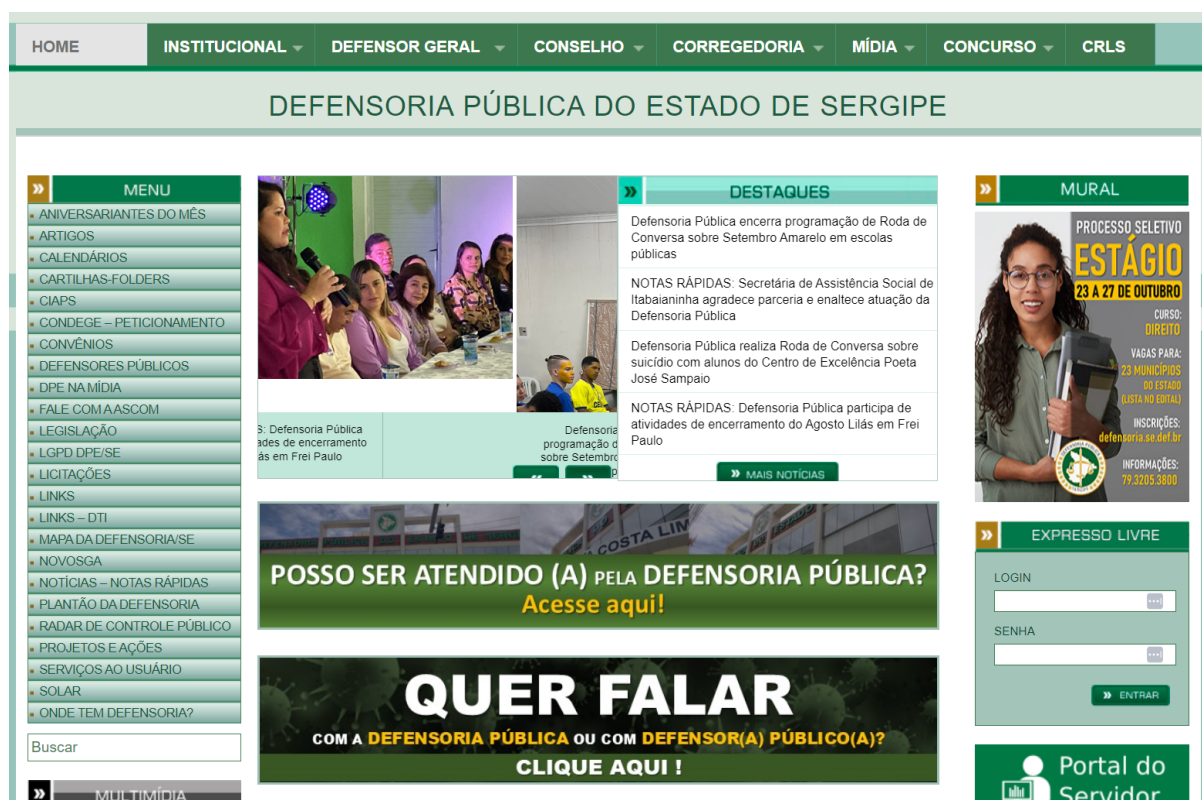 HOME
INSTITUCIONAL
DEFENSOR GERAL
CONSELHO
CORREGEDORIA
MÍDIA
CONCURSO
CRLS
DEFENSORIA PÚBLICA DO ESTADO DE SERGIPE
MENU
ANIVERSARIANTES DO MÊS
ARTIGOS
CALENDÁRIOS
CARTILHAS-FOLDERS
CIAPS
CONDEGE – PETICIONAMENTO
CONVÊNIOS
DEFENSORES PÚBLICOS
DPE NA MÍDIA
FALE COM A ASCOM
LEGISLAÇÃO
LGPD DPE/SE
LICITAÇÕES
LINKS
LINKS – DTI
MAPA DA DEFENSORIA/SE
NOVOSGA
NOTÍCIAS – NOTAS RÁPIDAS
PLANTÃO DA DEFENSORIA
RADAR DE CONTROLE PÚBLICO
PROJETOS E AÇÕES
SERVIÇOS AO USUÁRIO
SOLAR
ONDE TEM DEFENSORIA?
Buscar
MULTIMÍDIA
S: Defensoria Pública
ades de encerramento
ás em Frei Paulo
Defensoria
programação d
sobre Setembro
DESTAQUES
Defensoria Pública encerra programação de Roda de
Conversa sobre Setembro Amarelo em escolas
públicas
NOTAS RÁPIDAS: Secretária de Assistência Social de
Itabaianinha agradece parceria e enaltece atuação da
Defensoria Pública
Defensoria Pública realiza Roda de Conversa sobre
suicídio com alunos do Centro de Excelência Poeta
José Sampaio
NOTAS RÁPIDAS: Defensoria Pública participa de
atividades de encerramento do Agosto Lilás em Frei
Paulo
MAIS NOTÍCIAS
COSTA LIM
POSSO SER ATENDIDO (A) PELA DEFENSORIA PÚBLICA?
Acesse aqui!
QUER FALAR
COM A DEFENSORIA PÚBLICA OU COM DEFENSOR(A) PÚBLICO(A)?
CLIQUE AQUI !
MURAL
PROCESSO SELETIVO
ESTÁGIO
23 A 27 DE OUTUBRO
CURSO:
DIREITO
VAGAS PARA:
23 MUNICÍPIOS
DO ESTADO
(LISTA NO EDITAL)
INSCRIÇÕES:
defensoria.se.def.br
INFORMAÇÕES:
79.3205.3800
EXPRESSO LIVRE
LOGIN
SENHA
ENTRAR
Portal do
Servidor